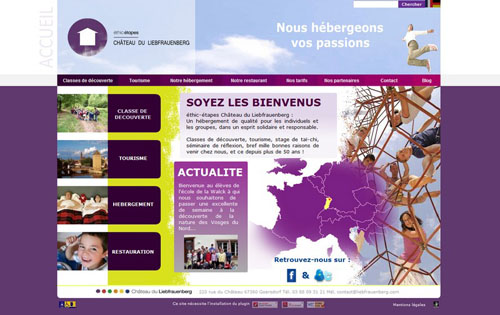 Chercher
ACCUEIL
Nous hébergeons
vos passions
éthic étapes
CHÂTEAU DU LIEBFRAUENBERG
Classes de découverte
Tourisme
Notre hébergement
Notre restaurant
Nos tarifs
Nos partenaires
Contact
Blog
CLASSE DE DECOUVERTE
TOURISME
HEBERGEMENT
RESTAURATION
SOYEZ LES BIENVENUS
éthic-étapes Château du Liebfrauenberg :
Un hébergement de qualité pour les individuels et
les groupes, dans un esprit solidaire et responsable.
Classes de découverte, tourisme, stage de tai-chi,
séminaire de réflexion, bref mille bonnes raisons de
venir chez nous, et ce depuis plus de 50 ans !
ACTUALITE
Bienvenue au élèves de
l'école de la Walck à qui
nous souhaitons de
passer une excellente
de semaine à la
découverte de la
nature des Vosges du
Nord...
Retrouvez-nous sur :
f &
Château du Liebfrauenberg
220 rue du Château 67360 Goersdorf Tél. 03 88 09 31 21 Mél. contact@liebfrauenberg.com
Ce site nécessite l'installation du plugin
Mentions légales